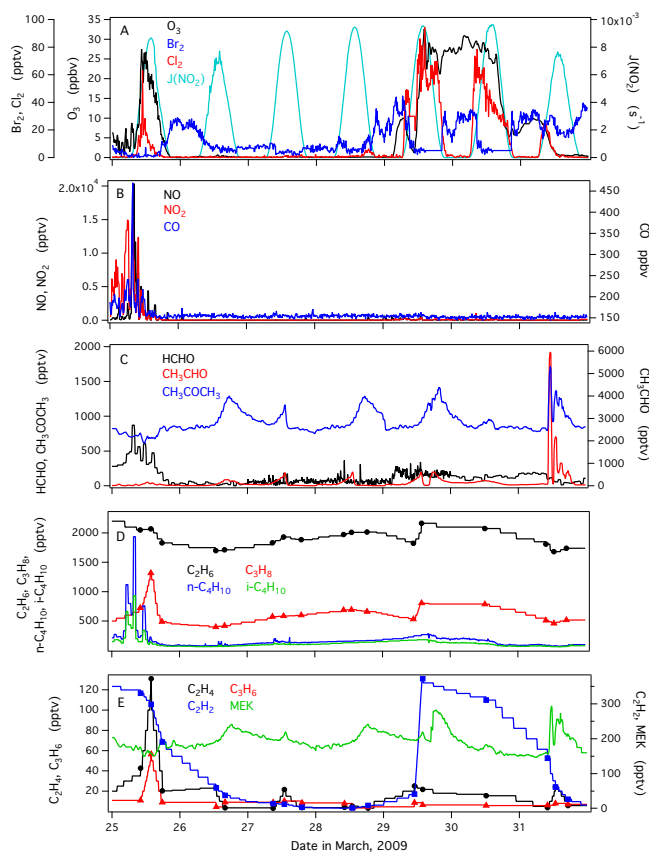 A
O3
Br2
Cl2
J(NO2)
Br2, Cl2 (pptv)
100
80
60
40
20
0
O3 (ppbv)
35
30
25
20
15
10
5
0
10x10-3
8
6
4
2
0
J(NO2) (s-1)
B
NO
NO2
CO
NO, NO2 (pptv)
2.0x104
1.5
1.0
0.5
0.0
450
400
350
300
250
200
150
CO ppbv
C
HCHO
CH3CHO
CH3COCH3
HCHO, CH3COCH3 (pptv)
2000
1500
1000
500
0
6000
5000
4000
3000
2000
1000
0
CH3CHO (pptv)
D
C2H6
C3H8
n-C4H10
i-C4H10
C2H6, C3H8, (pptv)
n-C4H10, i-C4H10
2000
1500
1000
500
E
C2H4
C3H6
C2H2
MEK
C2H4, C3H6 (pptv)
120
100
80
60
40
20
300
200
100
0
C2H2, MEK (pptv)
25
26
27
28
29
30
31
Date in March, 2009